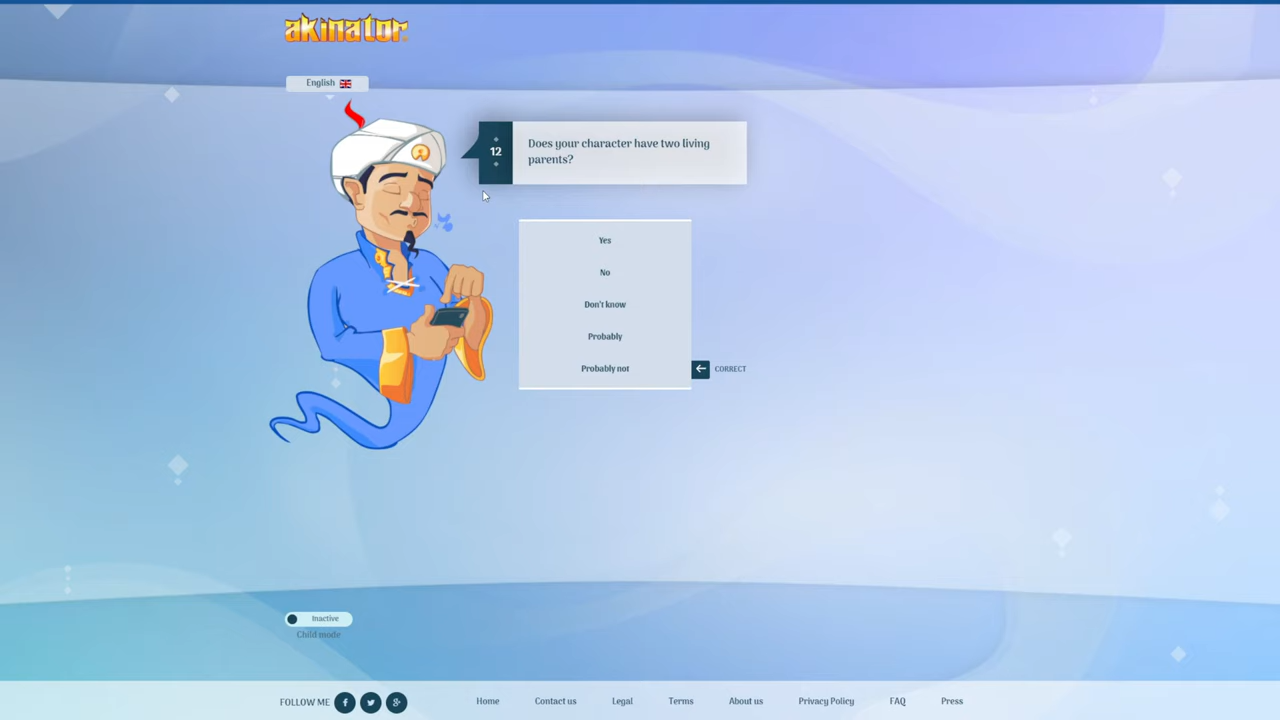 akinator
English
12
Does your character have two living
parents?
Yes
No
Don't know
Probably
Probably not
CORRECT
Inactive
Child mode
FOLLOW ME
Home
Contact us
Legal
Terms
About us
Privacy Policy
FAQ
Press